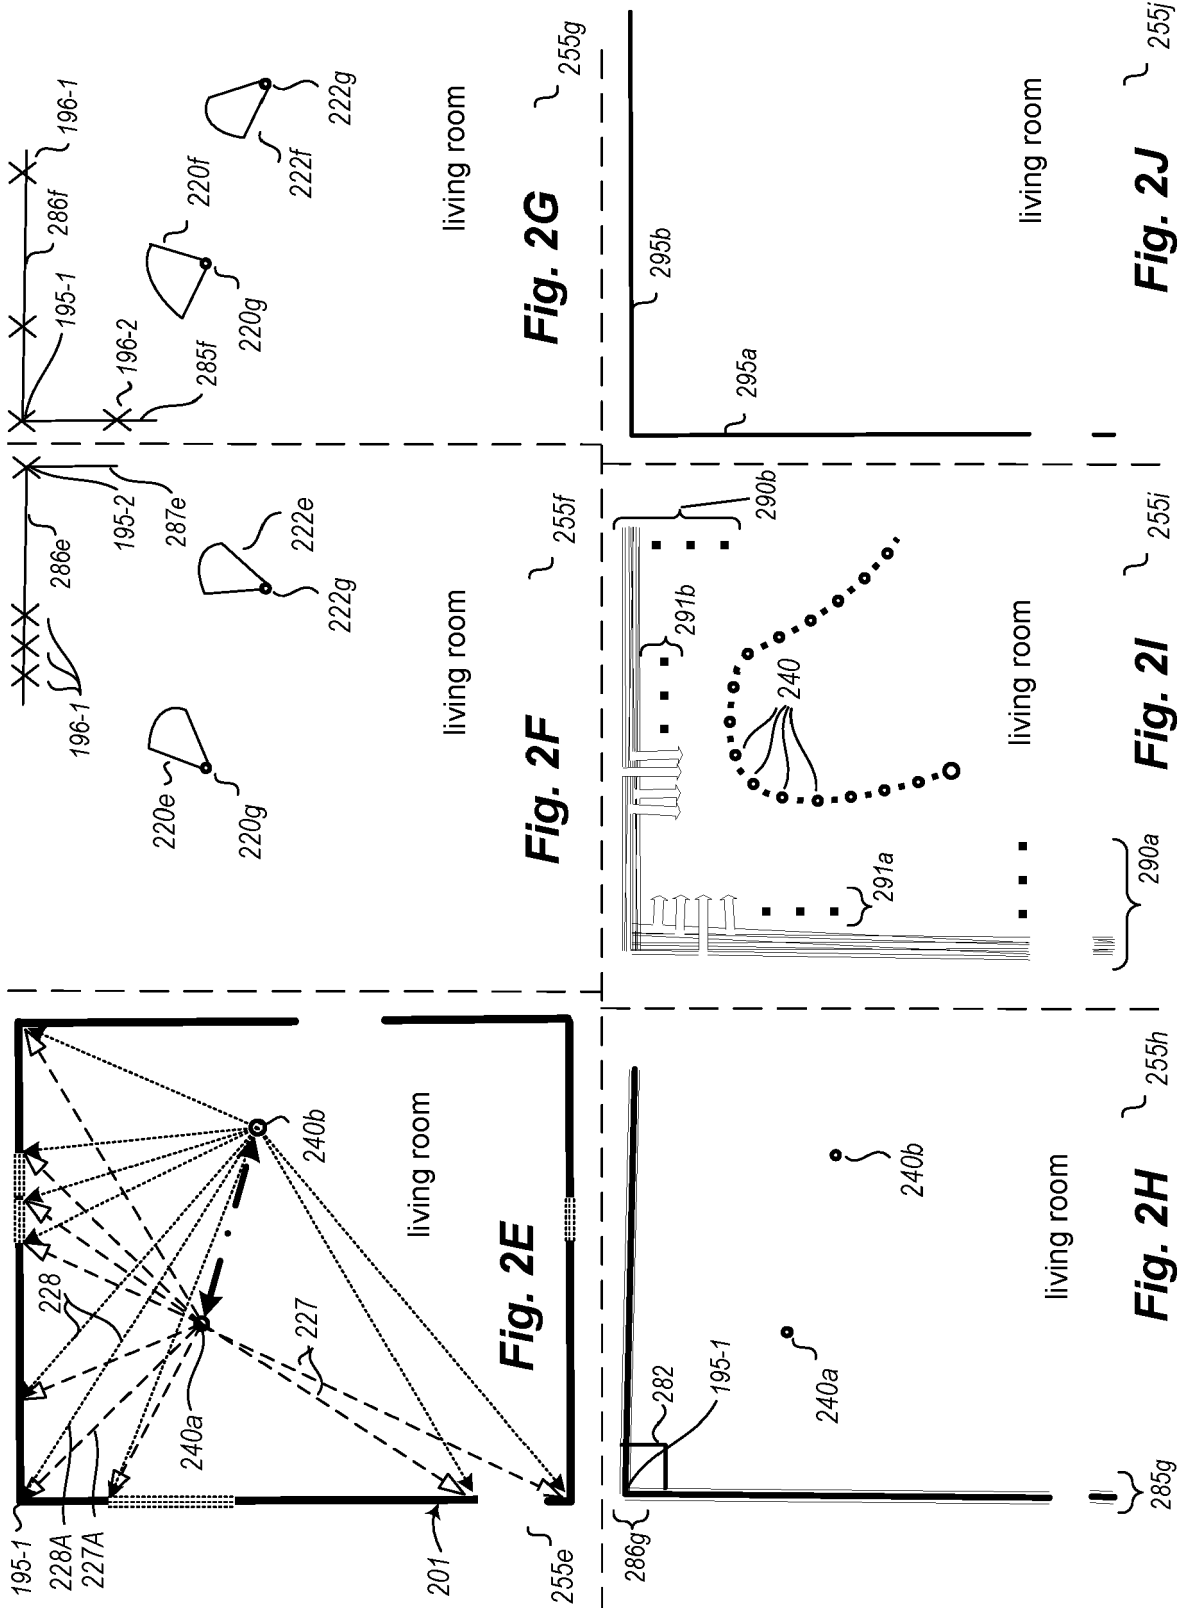 195-1
228A
227A
228
240a
240b
227
201
living room
255e
Fig. 2E
196-1
286e
195-2
287e
220e
220g
222e
222g
living room
255f
Fig. 2F
195-1
286f
196-1
196-2
285f
220f
220g
222f
222g
living room
255g
Fig. 2G
286g
282
195-1
240a
240b
living room
285g
255h
Fig. 2H
290b
291b
240
291a
living room
290a
255i
Fig. 2I
295b
295a
living room
255j
Fig. 2J